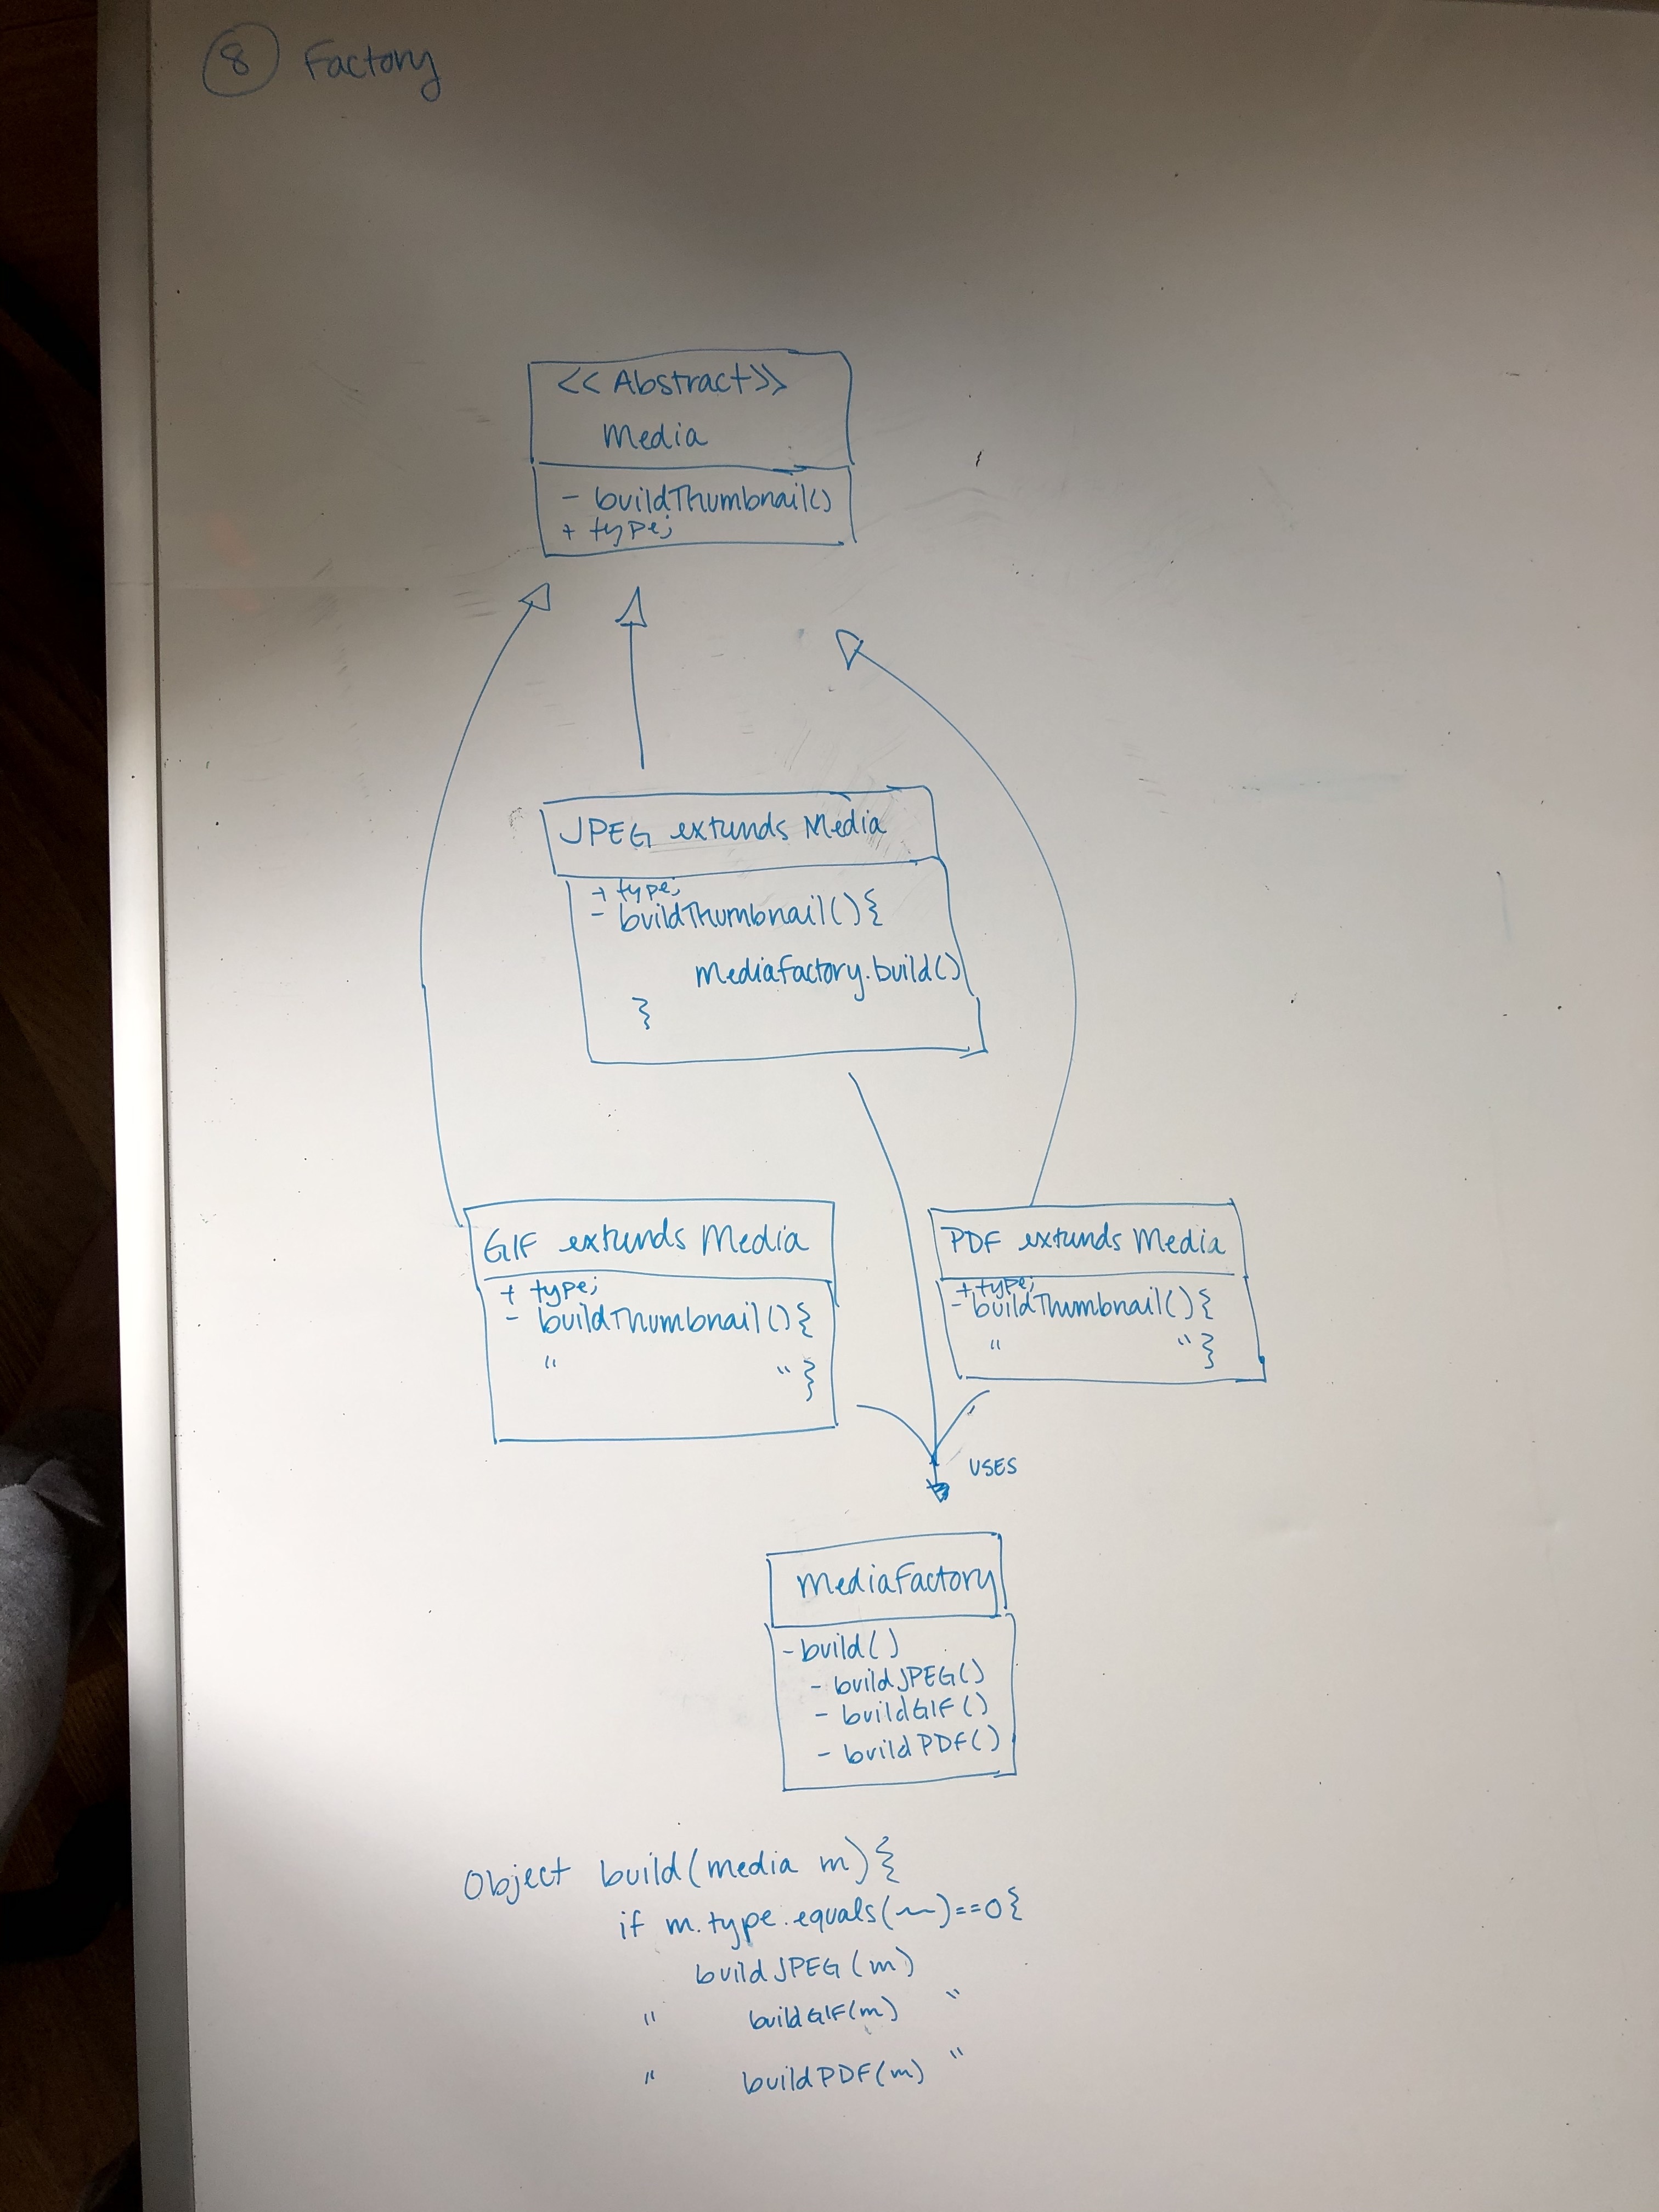 8 Factory
<< Abstract>>
Media
- buildThumbnail()
+ type;
JPEG extends Media
+ type;
- buildThumbnail(){
MediaFactory.build()
}
GIF extends Media
+ type;
- buildThumbnail(){
" " }
PDF extends Media
+ type;
- buildThumbnail(){
" " }
USES
MediaFactory
- build()
- buildJPEG()
- buildGIF()
- buildPDF()
Object build(media m){
if m.type.equals(~)==0{
buildJPEG(m)
" buildGIF(m) "
" buildPDF(m) "